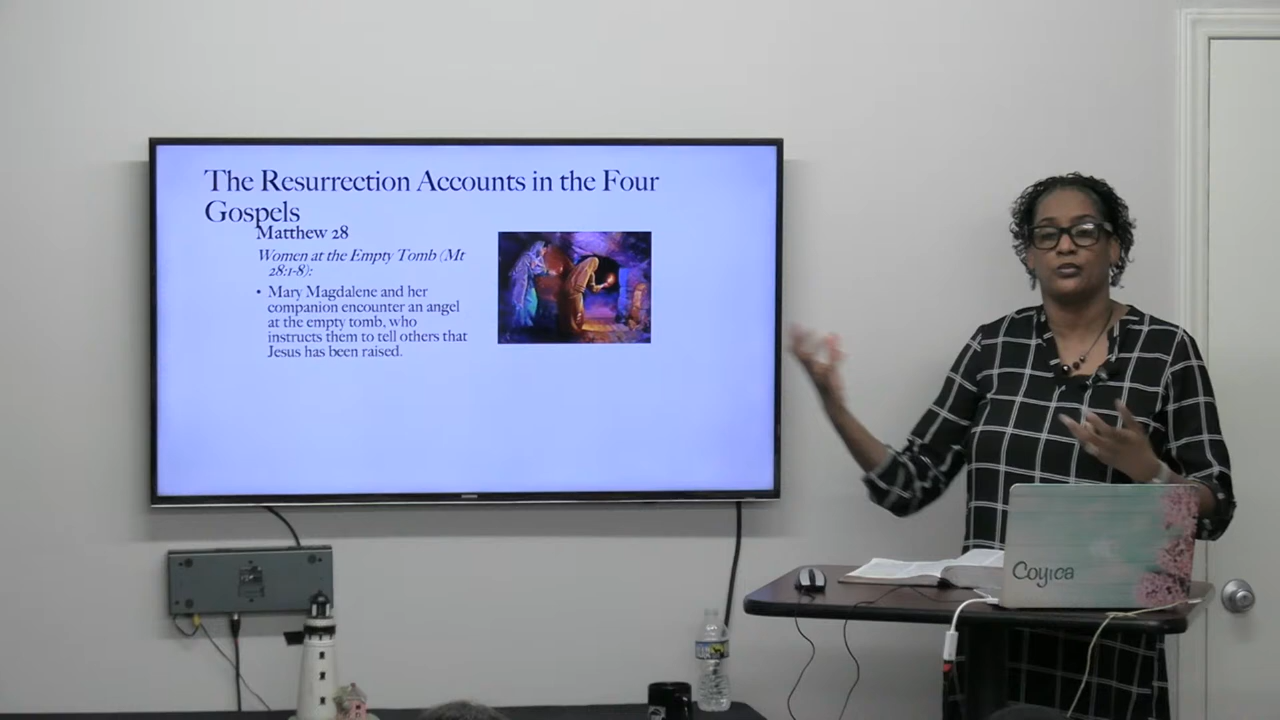 The Resurrection Accounts in the Four
Gospels
Matthew 28
Women at the Empty Tomb (Mt
28:1-8):
• Mary Magdalene and her
companion encounter an angel
at the empty tomb, who
instructs them to tell others that
Jesus has been raised.
Coyica